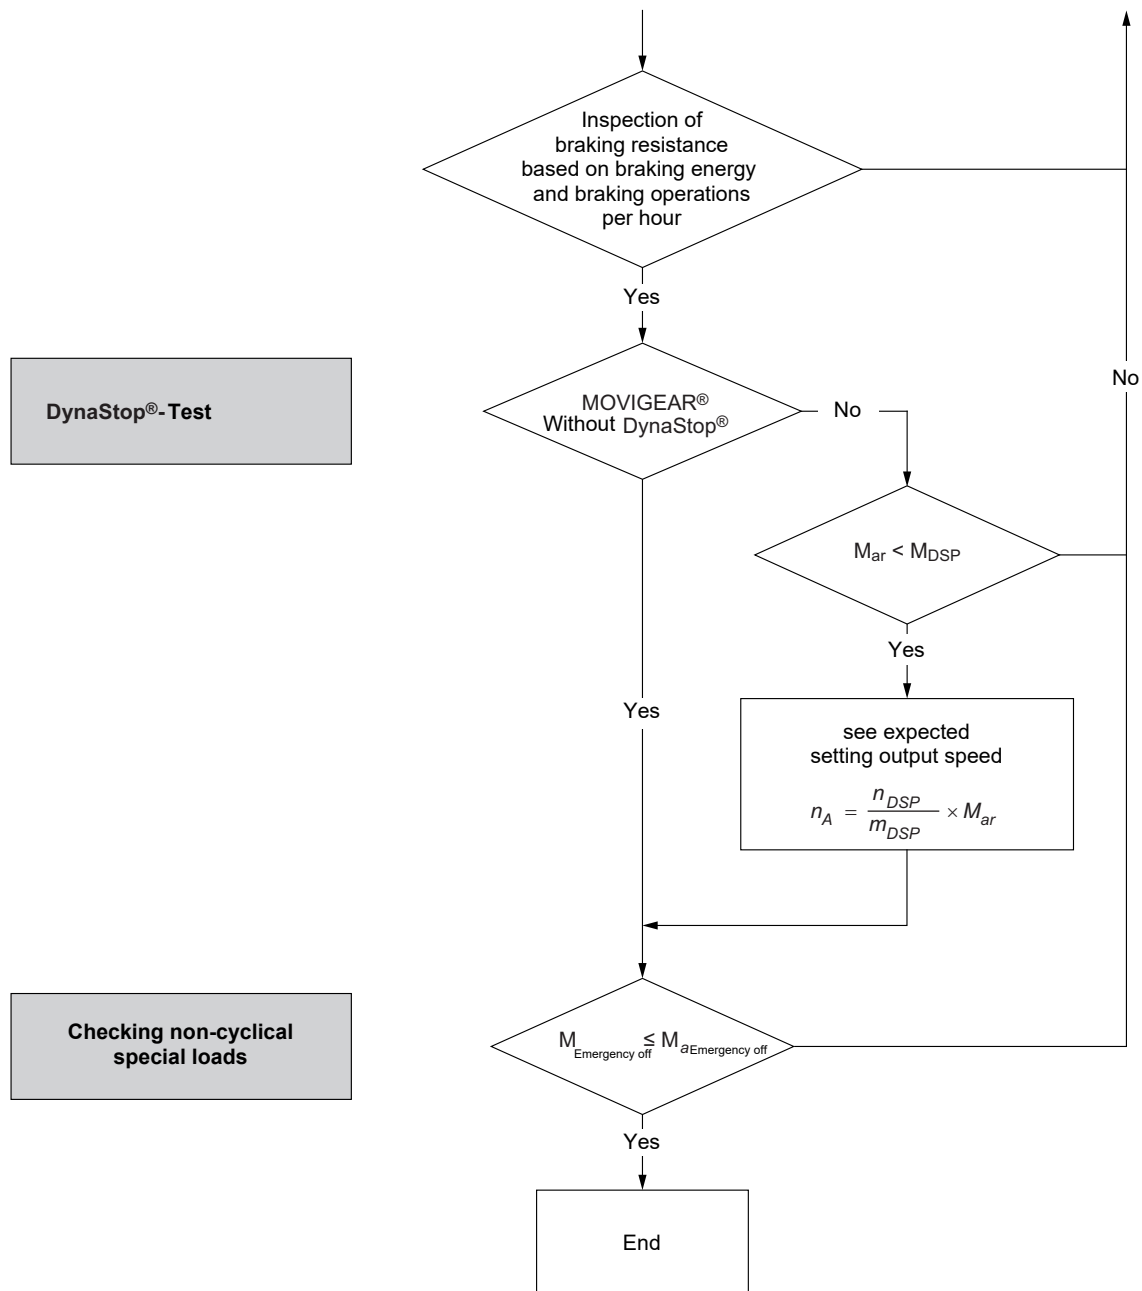 Inspection of
braking resistance
based on braking energy
and braking operations
per hour
Yes
No
DynaStop®-Test
MOVIGEAR®
Without DynaStop®
No
M_ar < M_DSP
Yes
Yes
see expected
setting output speed
n_A = n_DSP / m_DSP × M_ar
Checking non-cyclical
special loads
M_Emergency off ≤ M_aEmergency off
Yes
End